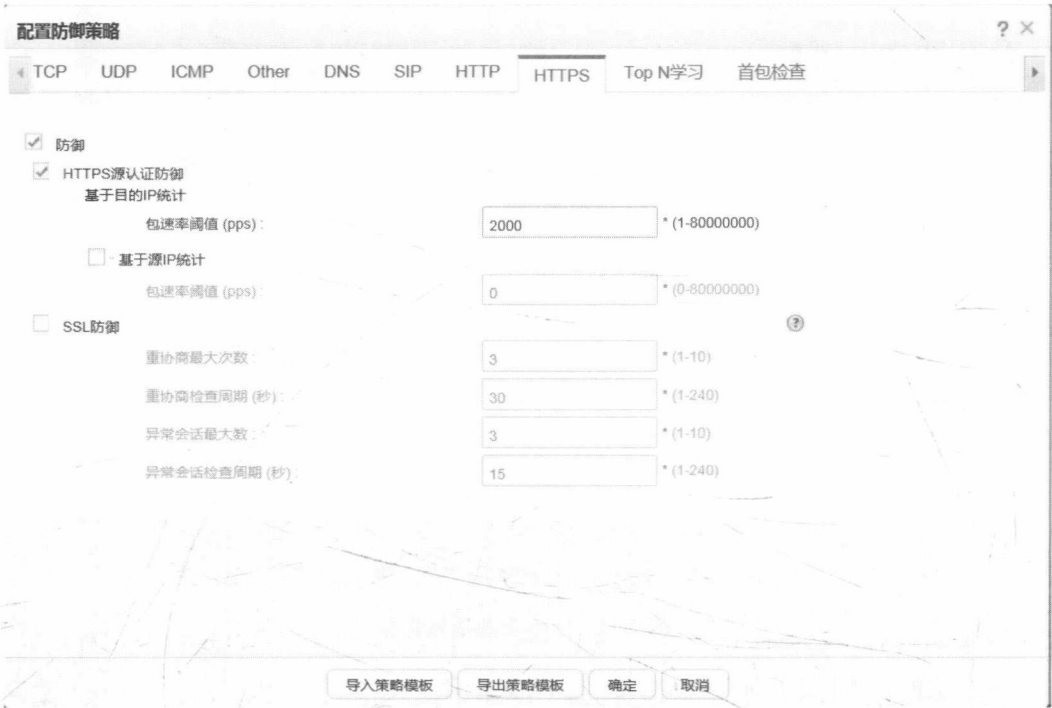 配置防御策略 ? ×
TCP UDP ICMP Other DNS SIP HTTP HTTPS Top N学习 首包检查
防御
HTTPS源认证防御
基于目的IP统计
包速率阈值 (pps) : 2000 * (1-80000000)
基于源IP统计
包速率阈值 (pps) : 0 * (0-80000000)
SSL防御 ?
重协商最大次数 : 3 * (1-10)
重协商检查周期 (秒) : 30 * (1-240)
异常会话最大数 : 3 * (1-10)
异常会话检查周期 (秒) : 15 * (1-240)
导入策略模板 导出策略模板 确定 取消